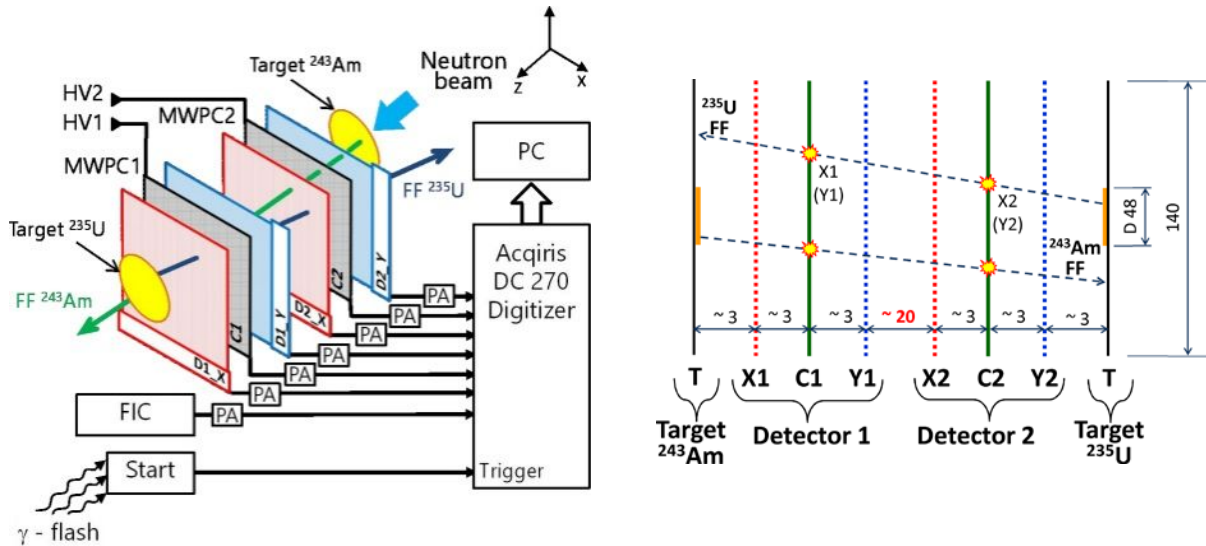 Target ²⁴³Am
Neutron
beam
z
x
HV2
HV1
MWPC2
MWPC1
PC
FF ²³⁵U
Target ²³⁵U
FF ²⁴³Am
Acqiris
DC 270
Digitizer
C2
D2_Y
C1
D2_X
D1_Y
D1_X
PA
PA
PA
PA
PA
PA
FIC
PA
Start
Trigger
γ - flash
²³⁵U
FF
X1
(Y1)
X2
(Y2)
D 48
140
²⁴³Am
FF
~ 3
~ 3
~ 3
~ 20
~ 3
~ 3
~ 3
T
X1
C1
Y1
X2
C2
Y2
T
Target
²⁴³Am
Detector 1
Detector 2
Target
²³⁵U